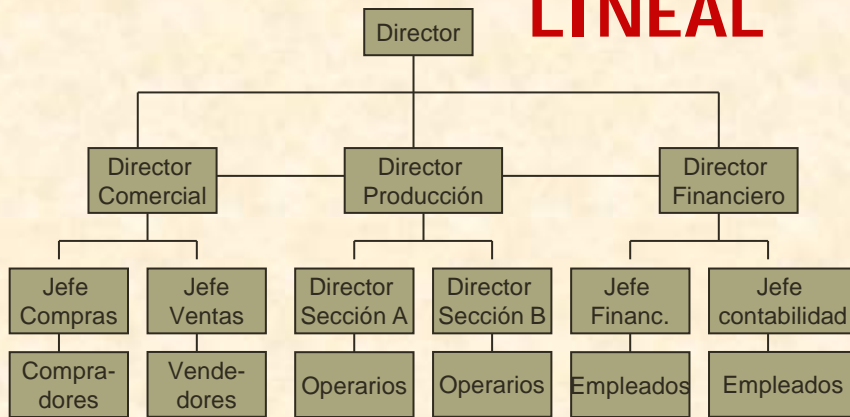 LINEAL
Director
Director
Comercial
Director
Producción
Director
Financiero
Jefe
Compras
Jefe
Ventas
Director
Sección A
Director
Sección B
Jefe
Financ.
Jefe
contabilidad
Compra-
dores
Vende-
dores
Operarios
Operarios
Empleados
Empleados